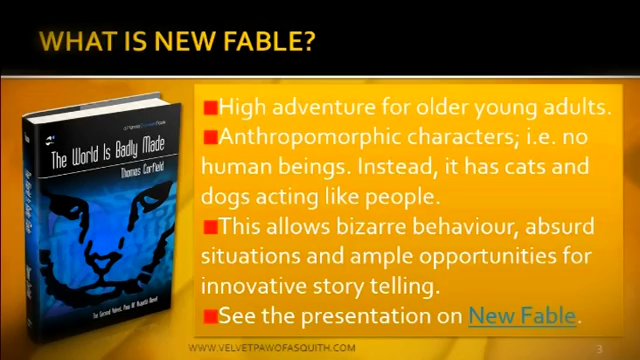 WHAT IS NEW FABLE?
The World Is Badly Made
Thomas Corfield
High adventure for older young adults.
Anthropomorphic characters; i.e. no
human beings. Instead, it has cats and
dogs acting like people.
This allows bizarre behaviour, absurd
situations and ample opportunities for
innovative story telling.
See the presentation on New Fable.
WWW.VELVETPAWOFASQUITH.COM
3